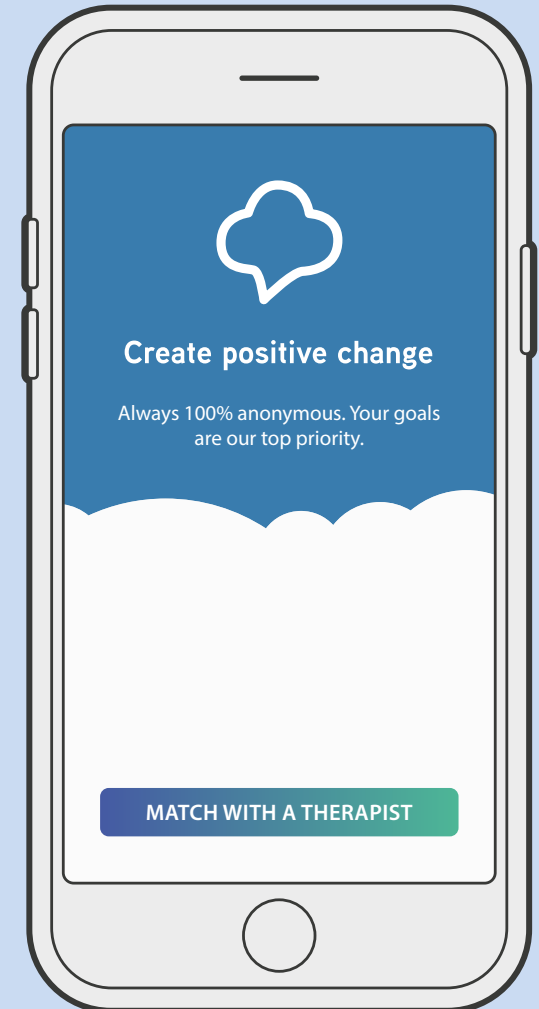 Create positive change
Always 100% anonymous. Your goals
are our top priority.
MATCH WITH A THERAPIST